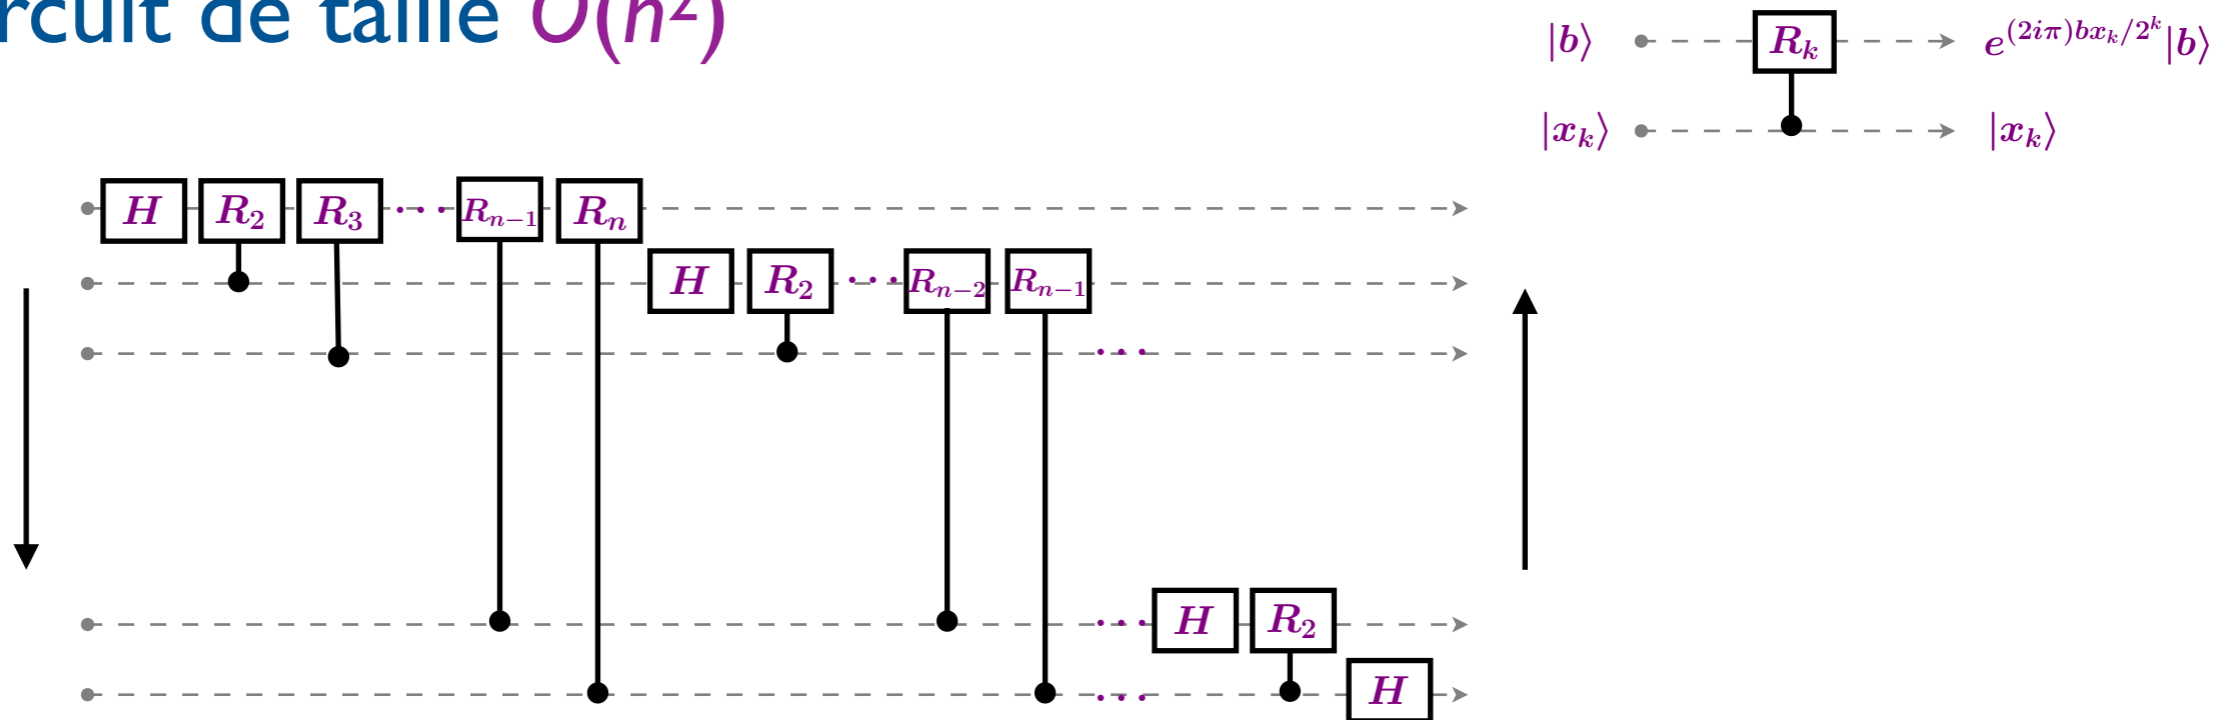 rcuit de taille O(n²)
|b⟩ R_k e^{(2iπ)bx_k/2^k}|b⟩
|x_k⟩ |x_k⟩
H R_2 R_3 ··· R_{n−1} R_n
H R_2 ··· R_{n−2} R_{n−1}
···
··· H R_2
··· H